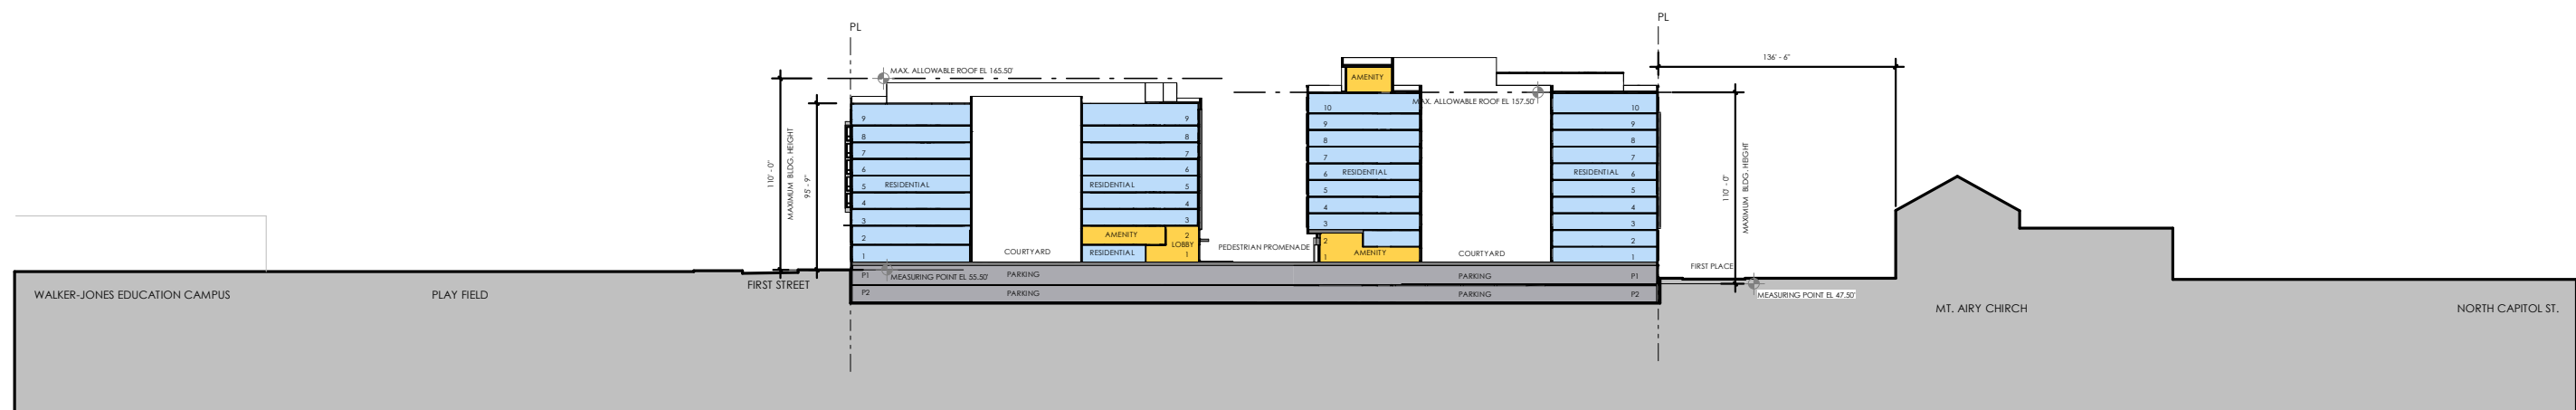 PL
PL
MAX. ALLOWABLE ROOF EL 165.50'
136' - 6"
AMENITY
MAX. ALLOWABLE ROOF EL 157.50'
110' - 0"
MAXIMUM BLDG. HEIGHT
95' - 9"
9
8
7
6
5
4
3
2
1
RESIDENTIAL
COURTYARD
9
8
7
6
5
4
3
2
1
RESIDENTIAL
AMENITY
LOBBY
RESIDENTIAL
PEDESTRIAN PROMENADE
10
9
8
7
6
5
4
3
2
1
RESIDENTIAL
AMENITY
COURTYARD
10
9
8
7
6
5
4
3
2
1
RESIDENTIAL
110' - 0"
MAXIMUM BLDG. HEIGHT
FIRST PLACE
P1
MEASURING POINT EL 55.50'
PARKING
PARKING
P1
P2
PARKING
PARKING
P2
MEASURING POINT EL 47.50'
WALKER-JONES EDUCATION CAMPUS
PLAY FIELD
FIRST STREET
MT. AIRY CHIRCH
NORTH CAPITOL ST.